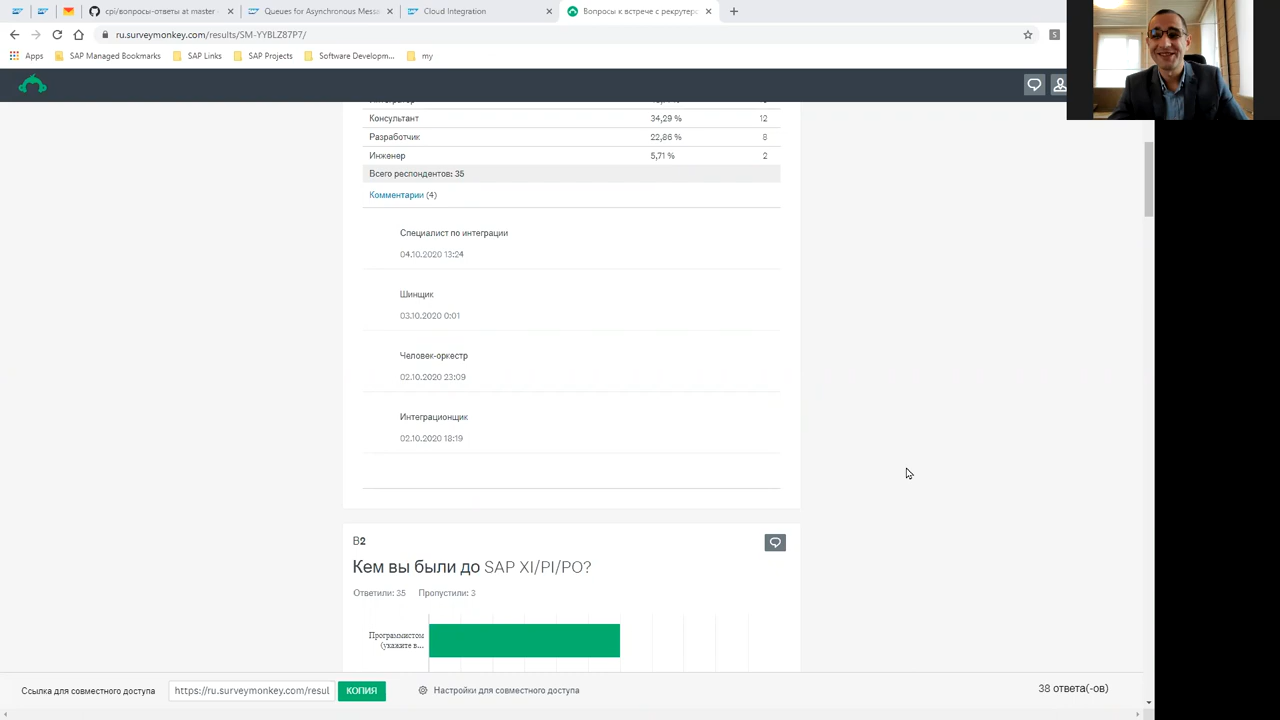 cpi/вопросы-ответы at master
Queues for Asynchronous Messa
Cloud Integration
Вопросы к встрече с рекрутеро
ru.surveymonkey.com/results/SM-YYBLZ87P7/
S
Apps
SAP Managed Bookmarks
SAP Links
SAP Projects
Software Developm...
my
Консультант 34,29 % 12
Разработчик 22,86 % 8
Инженер 5,71 % 2
Всего респондентов: 35
Комментарии (4)
Специалист по интеграции
04.10.2020 13:24
Шинщик
03.10.2020 0:01
Человек-оркестр
02.10.2020 23:09
Интеграционщик
02.10.2020 18:19
В2
Кем вы были до SAP XI/PI/PO?
Ответили: 35 Пропустили: 3
Программистом
(укажите в...
Ссылка для совместного доступа
https://ru.surveymonkey.com/resul
КОПИЯ
Настройки для совместного доступа
38 ответа(-ов)